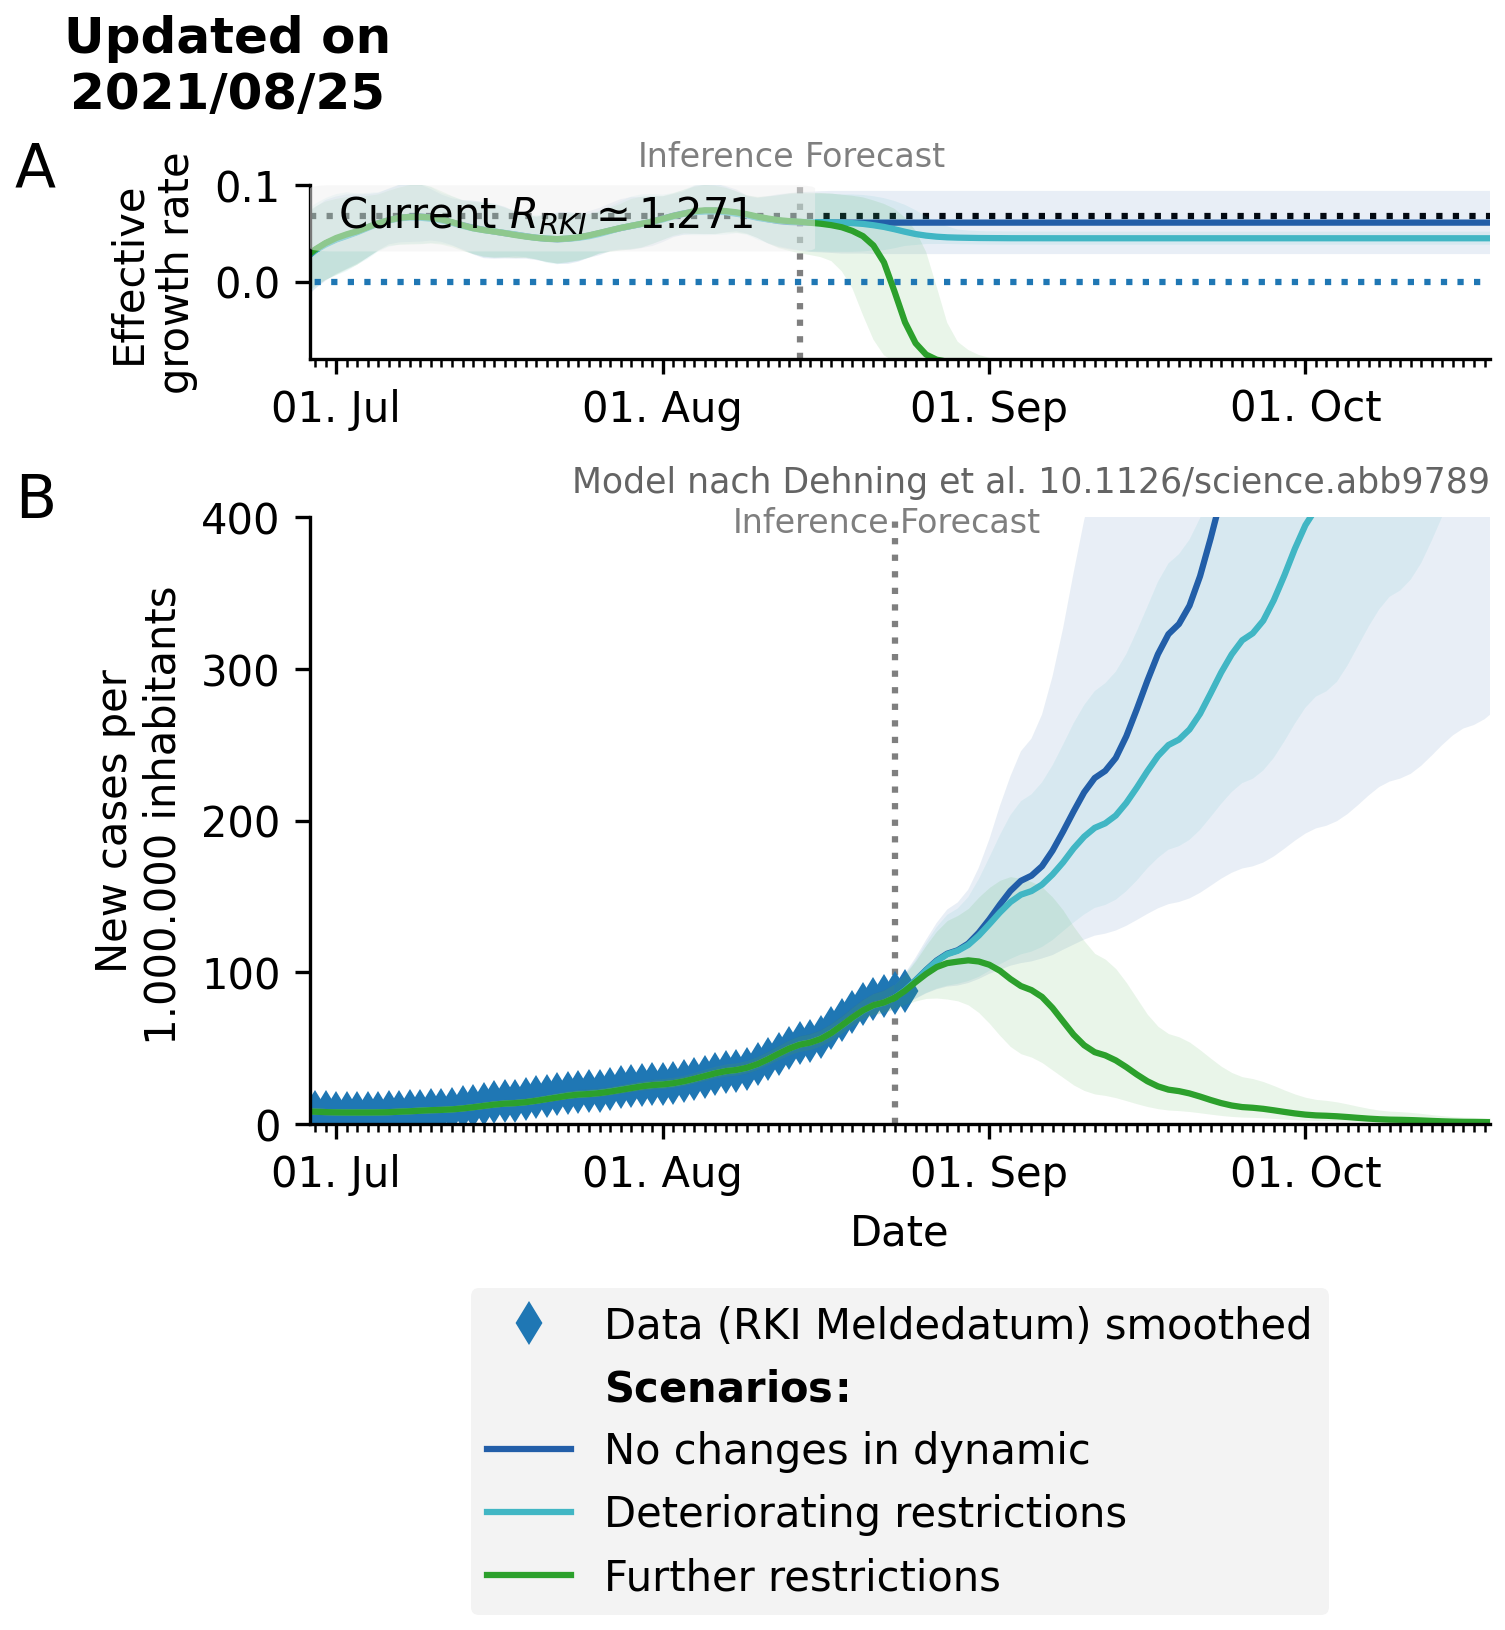 Updated on
2021/08/25
A
Inference Forecast
Effective
growth rate
0.1
0.0
Current R_RKI ≃ 1.271
01. Jul 01. Aug 01. Sep 01. Oct
B
Model nach Dehning et al. 10.1126/science.abb9789
Inference Forecast
New cases per
1.000.000 inhabitants
400
300
200
100
0
01. Jul 01. Aug 01. Sep 01. Oct
Date
Data (RKI Meldedatum) smoothed
Scenarios:
No changes in dynamic
Deteriorating restrictions
Further restrictions